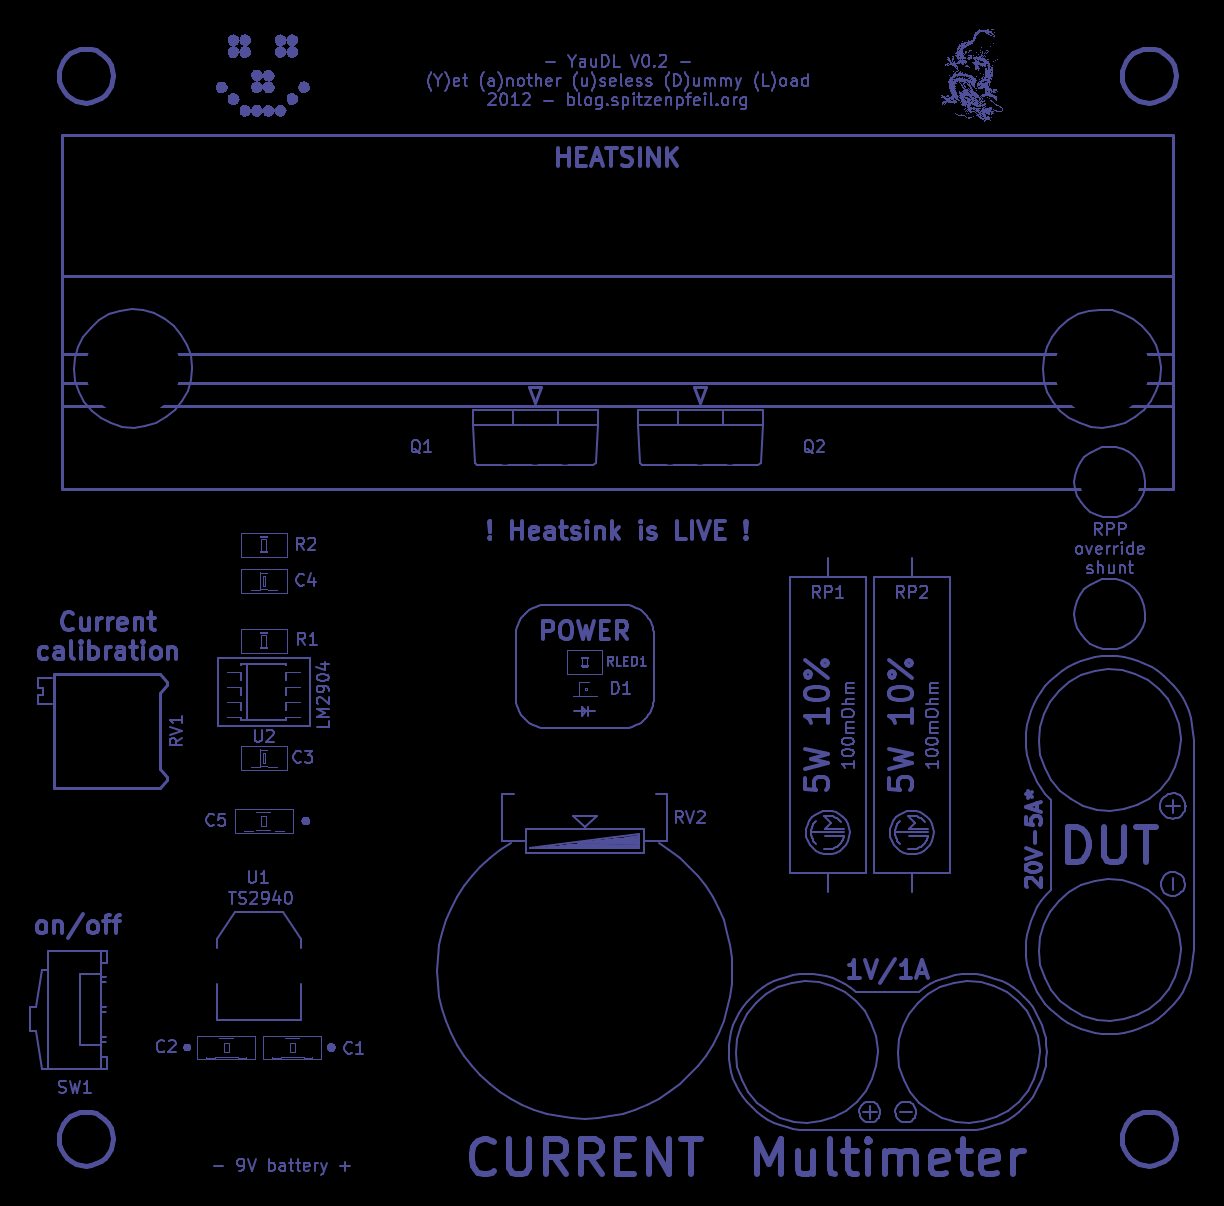 - YauDL V0.2 -
(Y)et (a)nother (u)seless (D)ummy (L)oad
2012 - blog.spitzenpfeil.org
HEATSINK
Q1
Q2
! Heatsink is LIVE !
RPP
override
shunt
R2
C4
R1
Current
calibration
RV1
LM2904
U2
C3
C5
POWER
RLED1
D1
RP1
5W 10%
100mOhm
RP2
5W 10%
100mOhm
RV2
20V-5A*
DUT
+
-
U1
TS2940
on/off
SW1
C2
C1
1V/1A
+
-
- 9V battery +
CURRENT
Multimeter